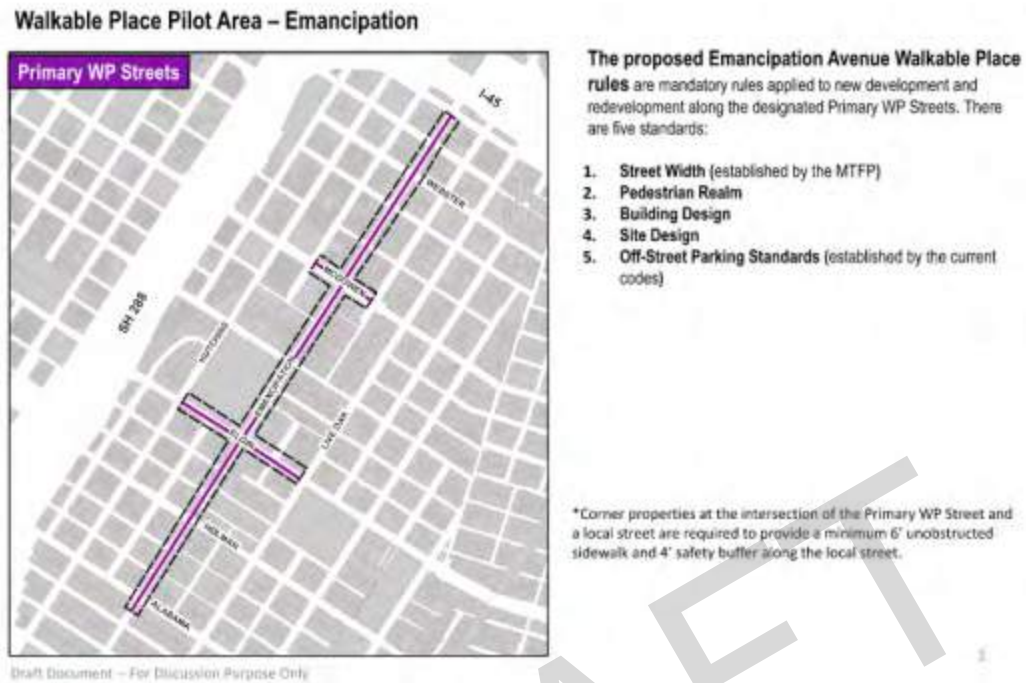 Walkable Place Pilot Area – Emancipation
Primary WP Streets
I-45
WEBSTER
MCGOWEN
SH 288
HUTCHINS
EMANCIPATION
LIVE OAK
ELGIN
HOLMAN
ALABAMA
The proposed Emancipation Avenue Walkable Place
rules are mandatory rules applied to new development and
redevelopment along the designated Primary WP Streets. There
are five standards:
1. Street Width (established by the MTFP)
2. Pedestrian Realm
3. Building Design
4. Site Design
5. Off-Street Parking Standards (established by the current
codes)
*Corner properties at the intersection of the Primary WP Street and
a local street are required to provide a minimum 6' unobstructed
sidewalk and 4' safety buffer along the local street.
Draft Document – For Discussion Purpose Only